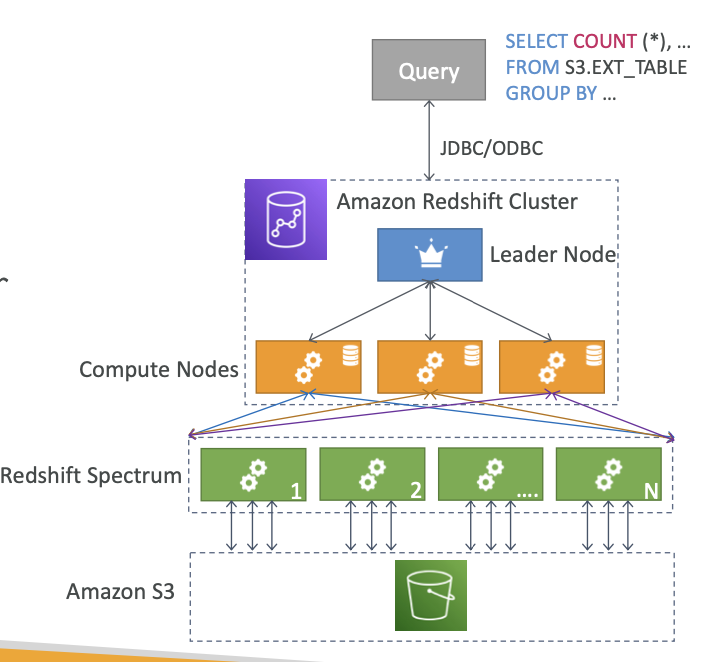 Query
SELECT COUNT (*), ...
FROM S3.EXT_TABLE
GROUP BY ...
JDBC/ODBC
Amazon Redshift Cluster
Leader Node
Compute Nodes
Redshift Spectrum
1
2
....
N
Amazon S3